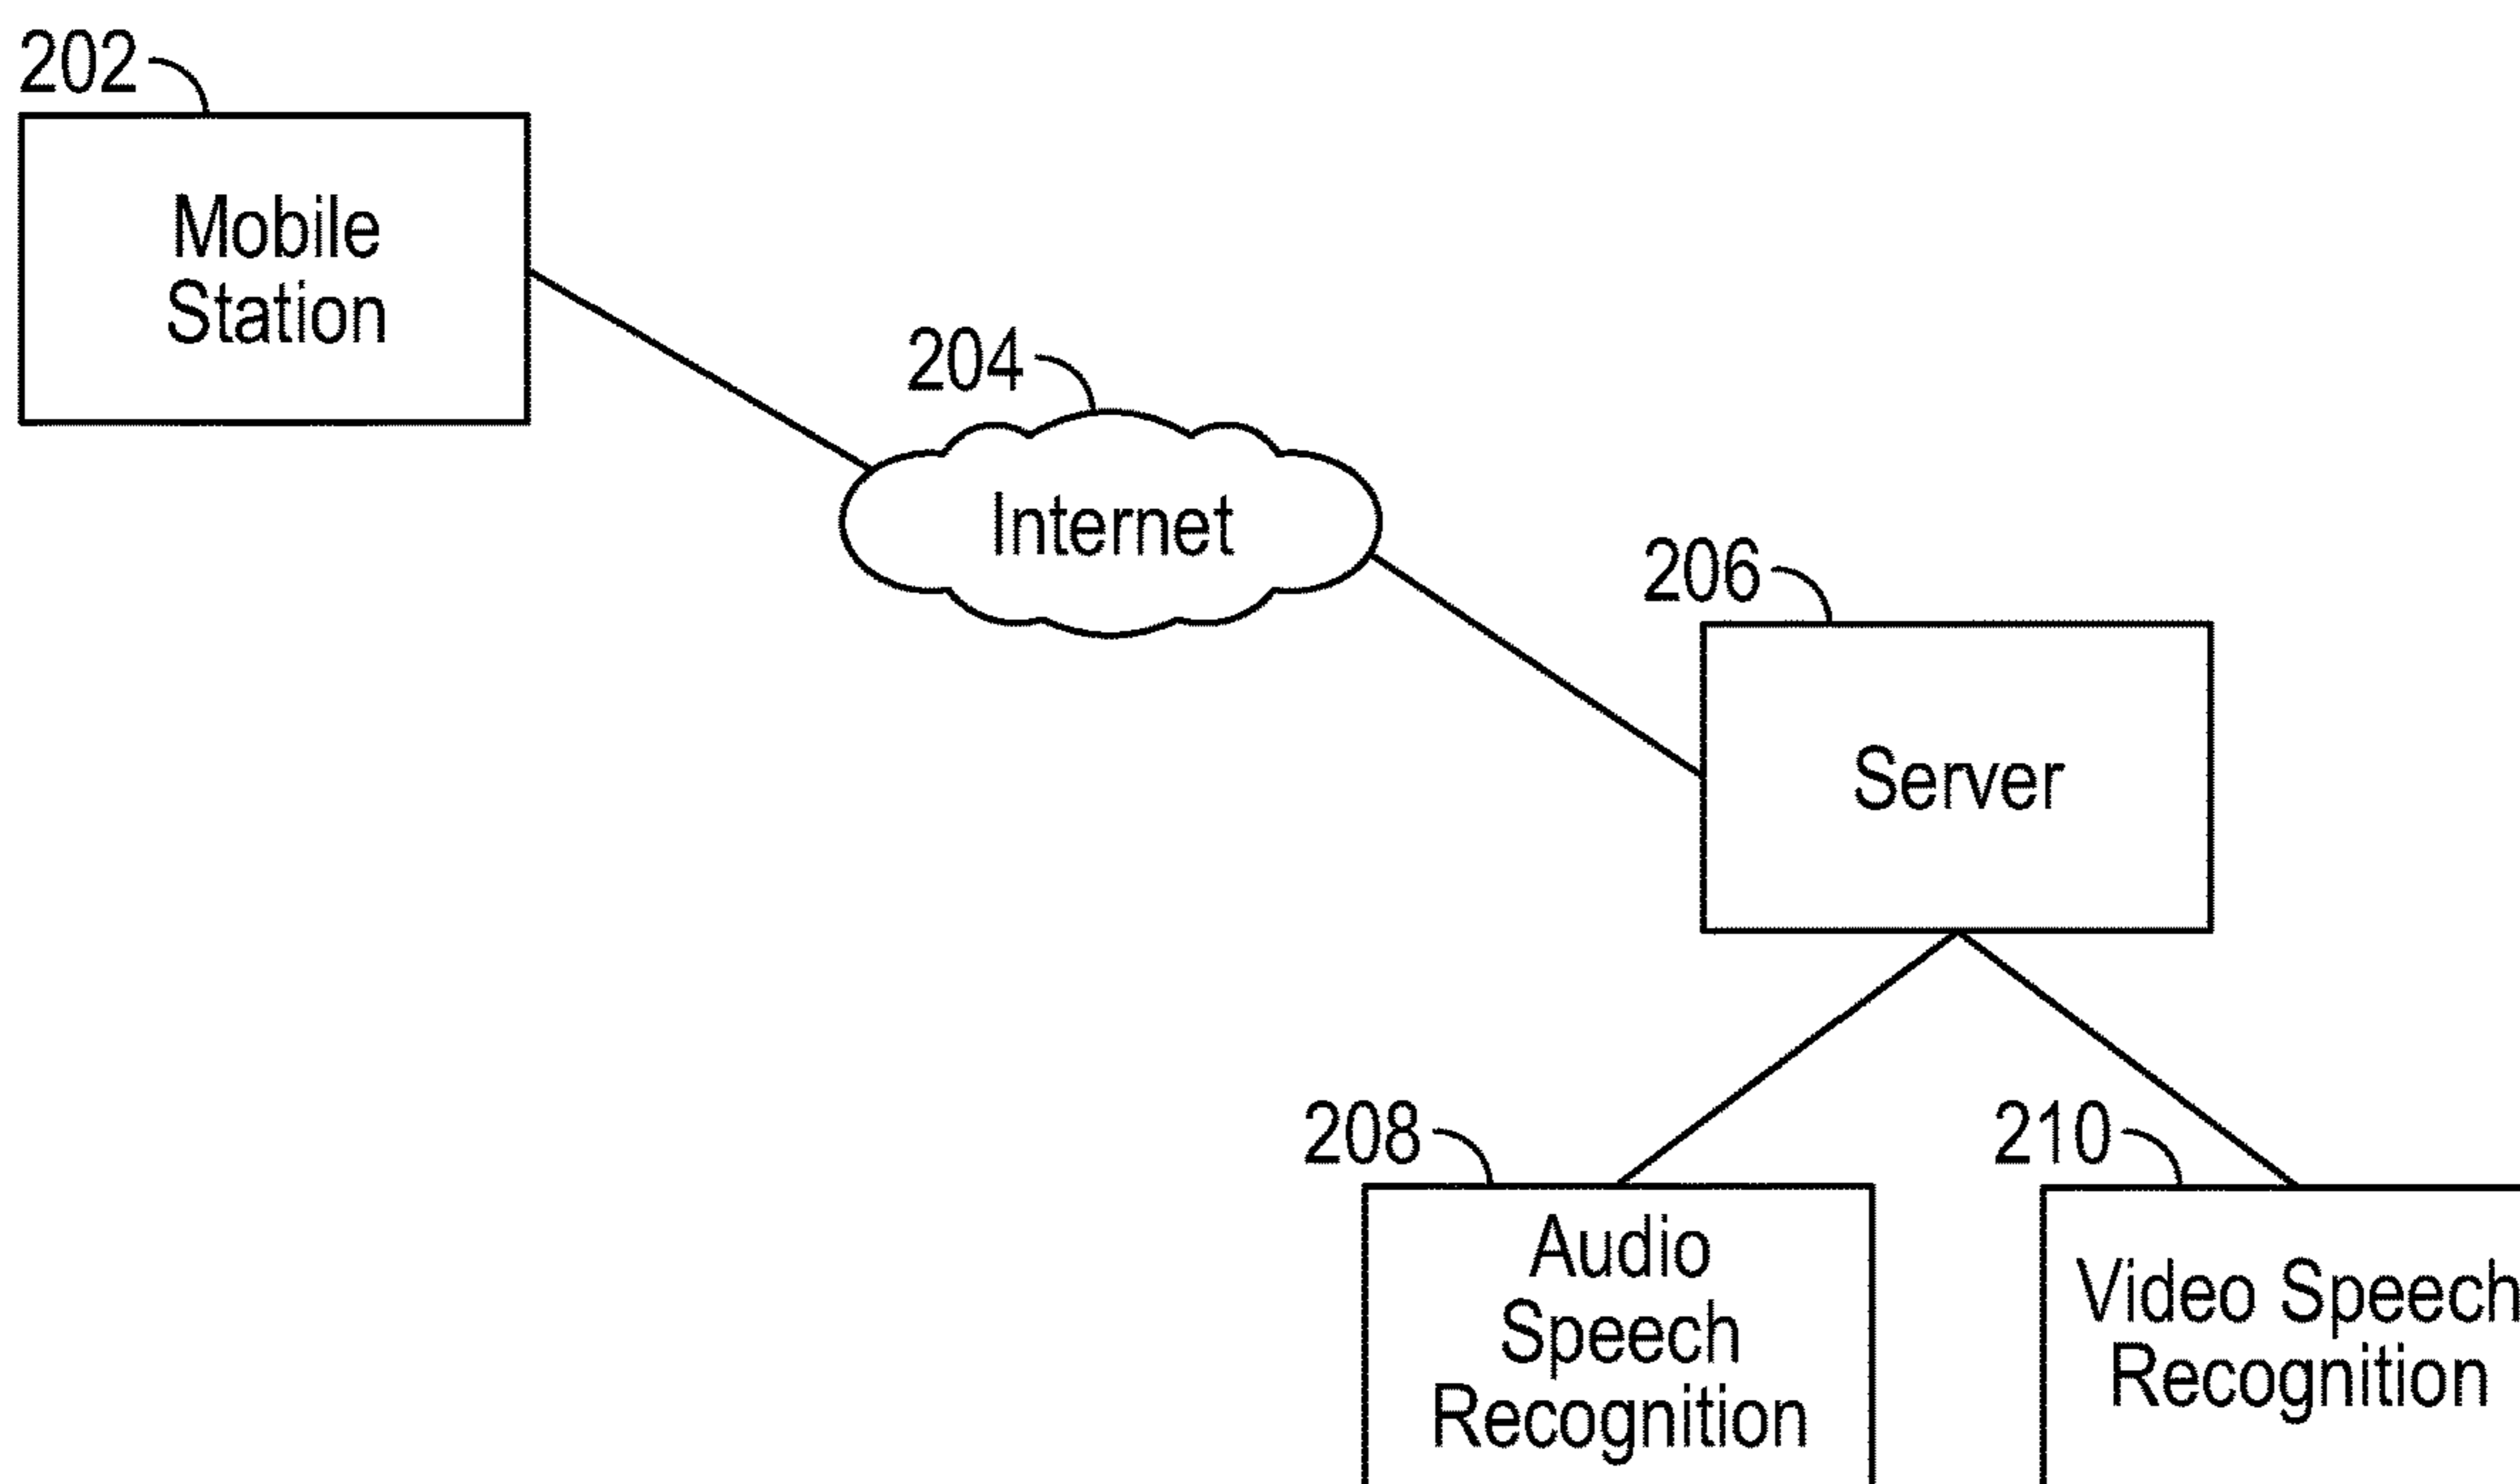 202
Mobile
Station
204
Internet
206
Server
208
Audio
Speech
Recognition
210
Video Speech
Recognition